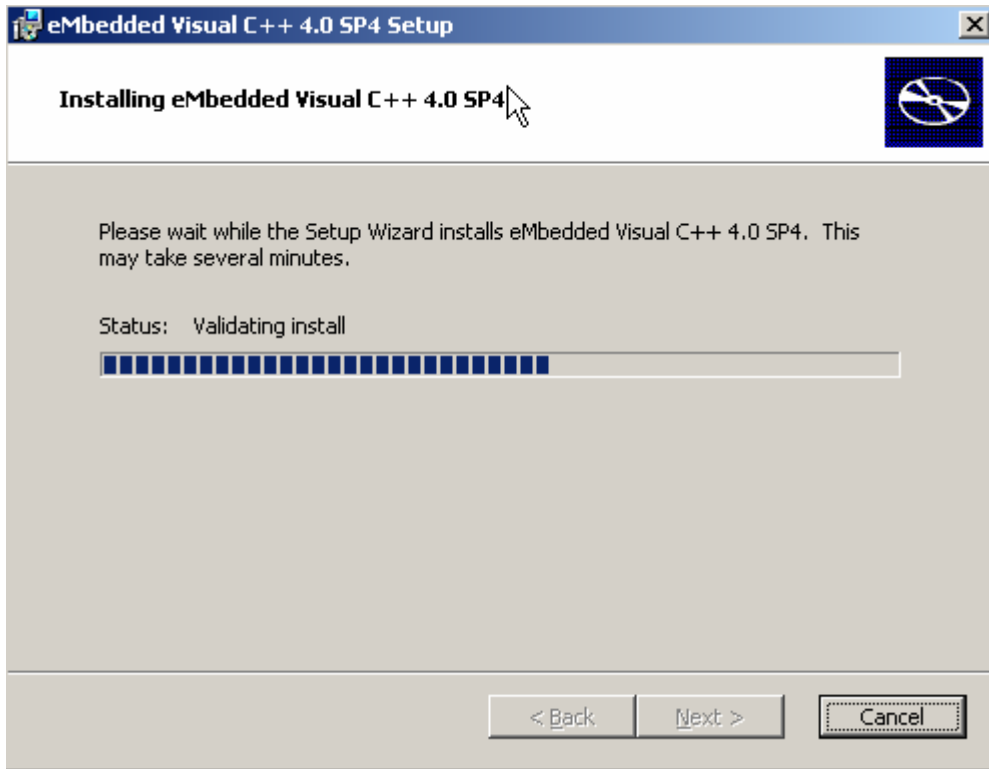 eMbedded Visual C++ 4.0 SP4 Setup
Installing eMbedded Visual C++ 4.0 SP4
Please wait while the Setup Wizard installs eMbedded Visual C++ 4.0 SP4. This
may take several minutes.
Status: Validating install
< Back Next > Cancel